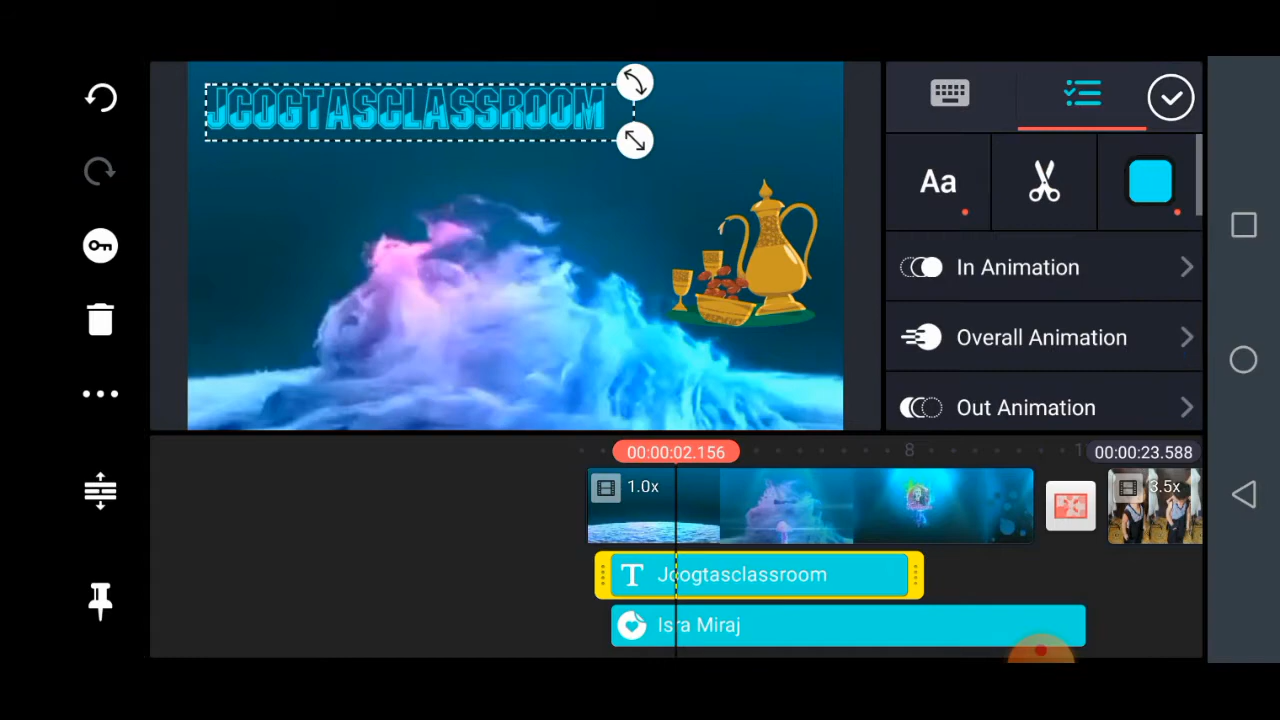 JCOGTASCLASSROOM
Aa
In Animation
Overall Animation
Out Animation
00:00:02.156
8
1
00:00:23.588
1.0x
3.5x
T Jcogtasclassroom
Isra Miraj